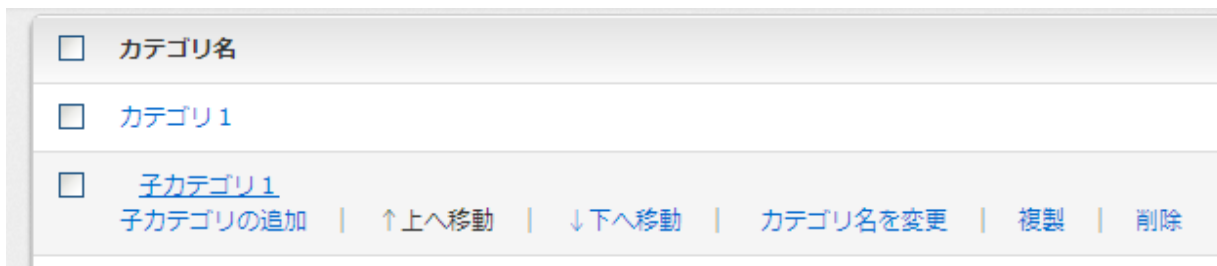 カテゴリ名
カテゴリ 1
子カテゴリ 1
子カテゴリの追加 | ↑上へ移動 | ↓下へ移動 | カテゴリ名を変更 | 複製 | 削除